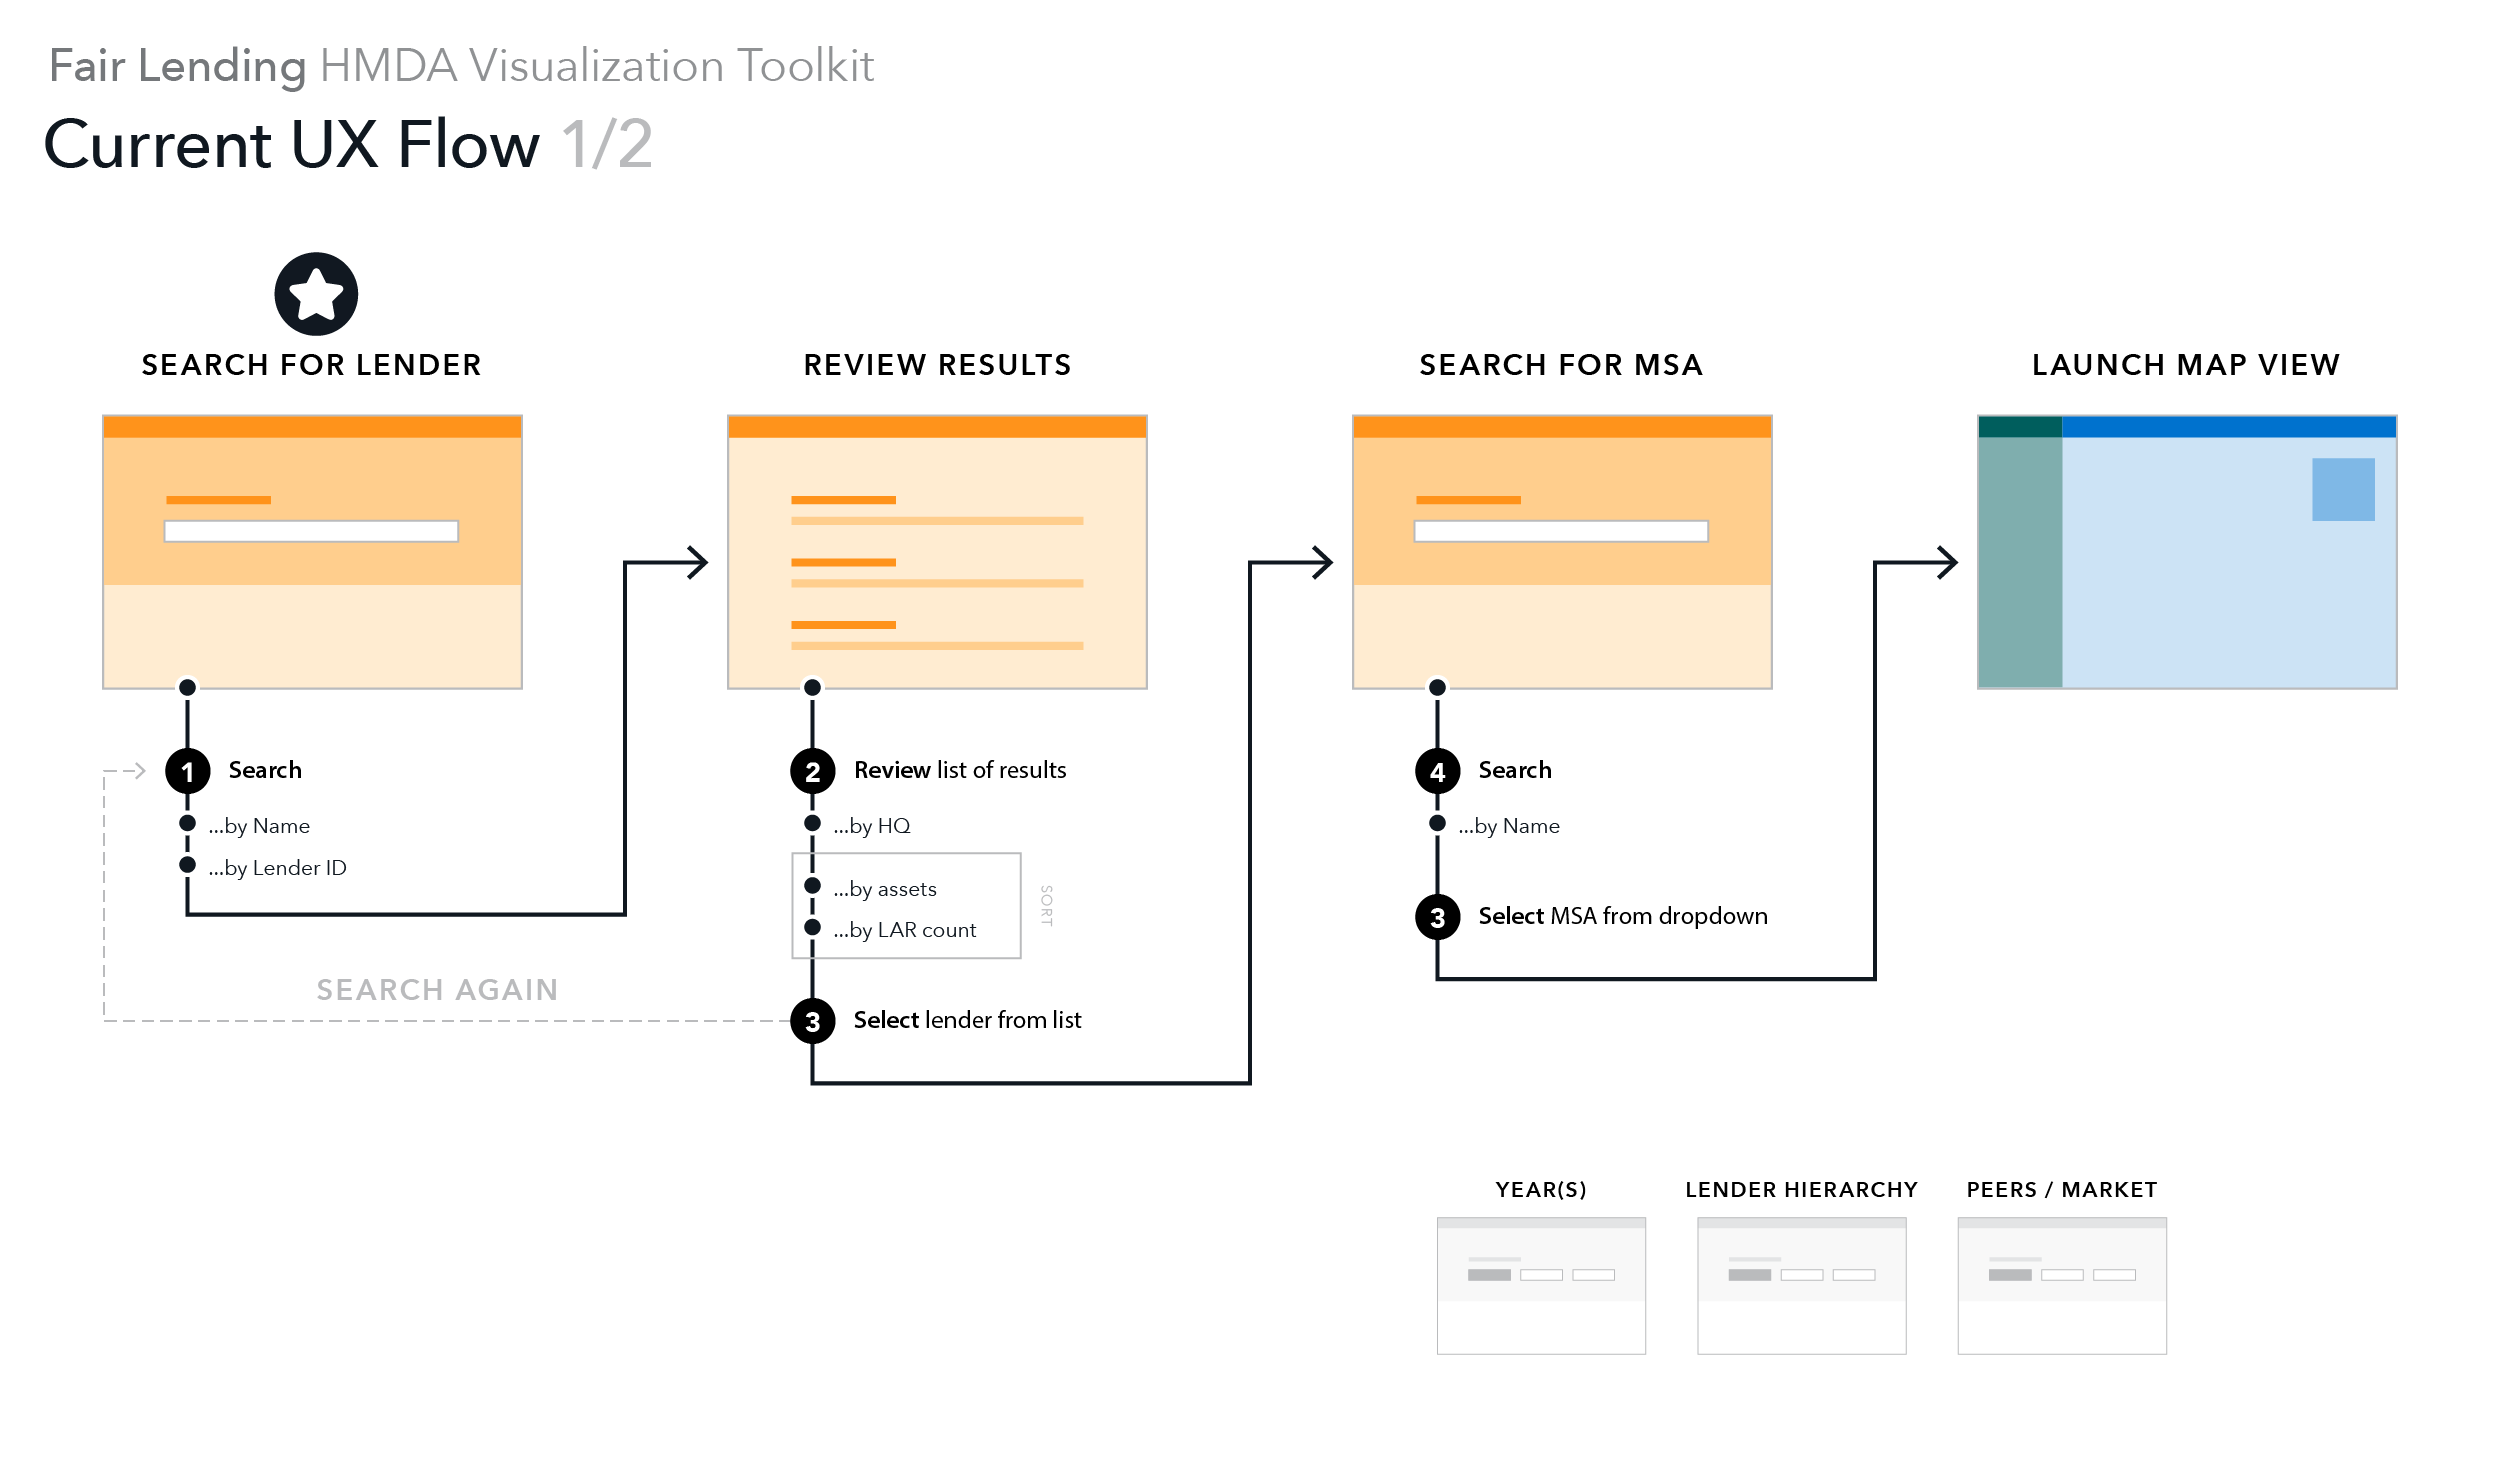 Fair Lending HMDA Visualization Toolkit
Current UX Flow 1/2
SEARCH FOR LENDER
REVIEW RESULTS
SEARCH FOR MSA
LAUNCH MAP VIEW
1 Search
...by Name
...by Lender ID
2 Review list of results
...by HQ
...by assets
...by LAR count
SORT
3 Select lender from list
SEARCH AGAIN
4 Search
...by Name
3 Select MSA from dropdown
YEAR(S)
LENDER HIERARCHY
PEERS / MARKET